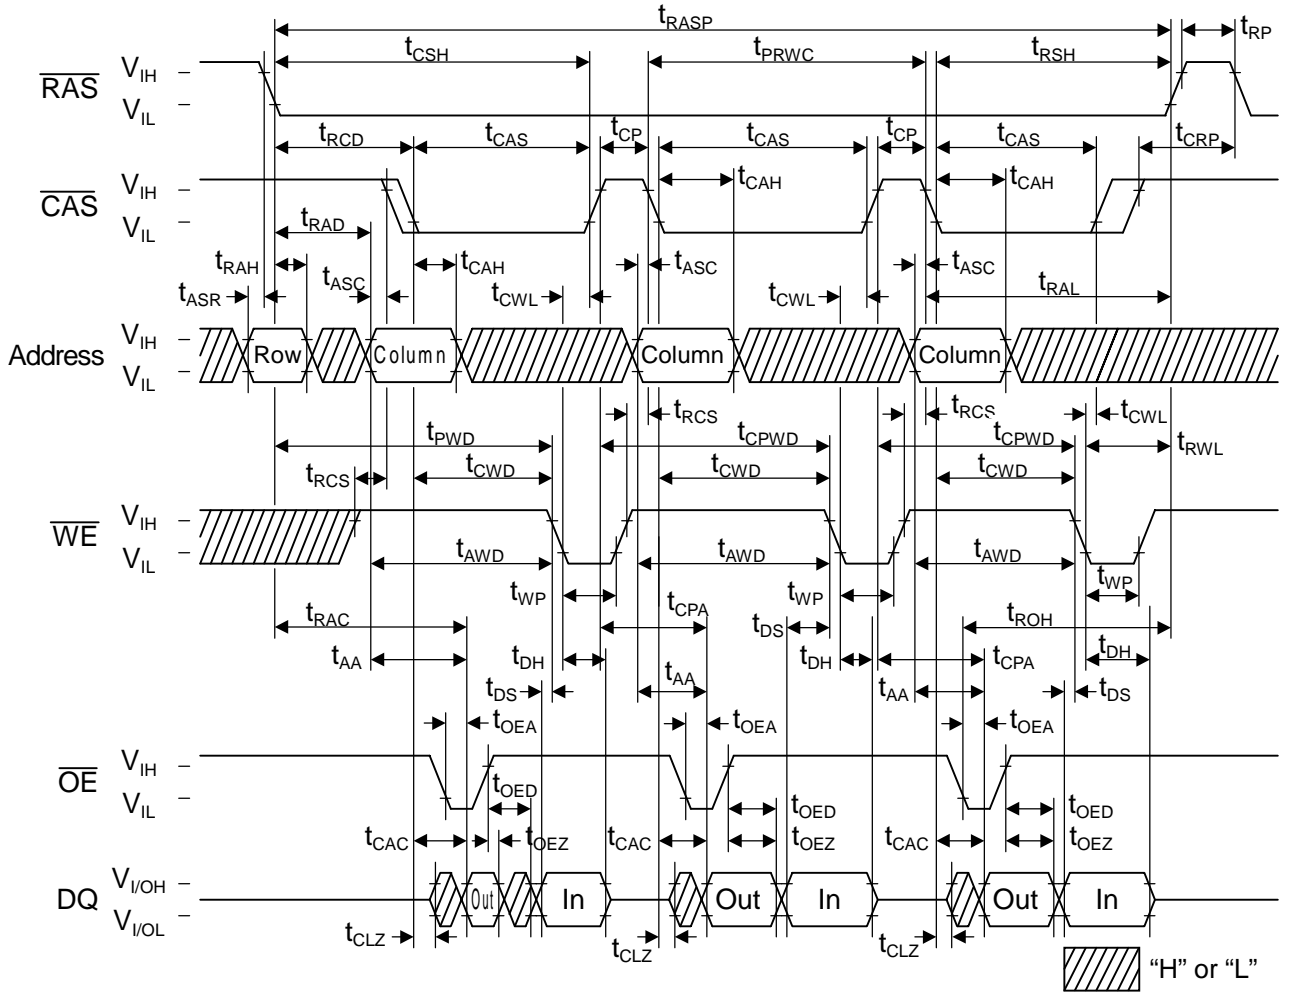 tRASP tRP
tCSH tPRWC tRSH
RAS VIH
VIL
tRCD tCAS tCP tCAS tCP tCAS tCRP
CAS VIH tCAH tCAH
VIL
tRAD
tRAH tASC tCAH tASC tASC
tASR tCWL tCWL tRAL
Address VIH
VIL
Row Column Column Column
tRCS tRCS tCWL
tPWD tCPWD tCPWD tRWL
tRCS tCWD tCWD tCWD
WE VIH
VIL
tAWD tAWD tAWD
tWP tWP tWP
tRAC tCPA tDS tROH
tAA tDH tDH tCPA tDH
tDS tAA tAA tDS
tOEA tOEA tOEA
OE VIH
VIL
tOED tOED tOED
tCAC tOEZ tCAC tOEZ tCAC tOEZ
DQ VI/OH
VI/OL
Out In Out In Out In
tCLZ tCLZ tCLZ
“H” or “L”